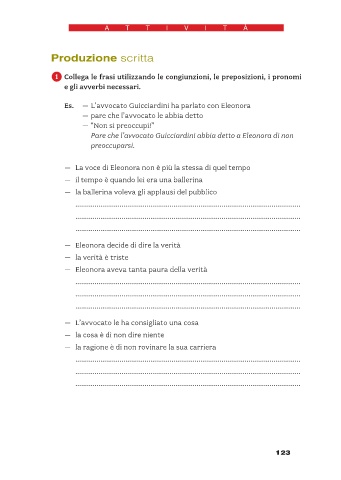 ATTIVITÀ
Produzione scritta
1 Collega le frasi utilizzando le congiunzioni, le preposizioni, i pronomi
e gli avverbi necessari.
Es. — L'avvocato Guicciardini ha parlato con Eleonora
— pare che l'avvocato le abbia detto
— "Non si preoccupi!"
Pare che l'avvocato Guicciardini abbia detto a Eleonora di non
preoccuparsi.
— La voce di Eleonora non è più la stessa di quel tempo
— il tempo è quando lei era una ballerina
— la ballerina voleva gli applausi del pubblico
— Eleonora decide di dire la verità
— la verità è triste
— Eleonora aveva tanta paura della verità
— L'avvocato le ha consigliato una cosa
— la cosa è di non dire niente
— la ragione è di non rovinare la sua carriera
123